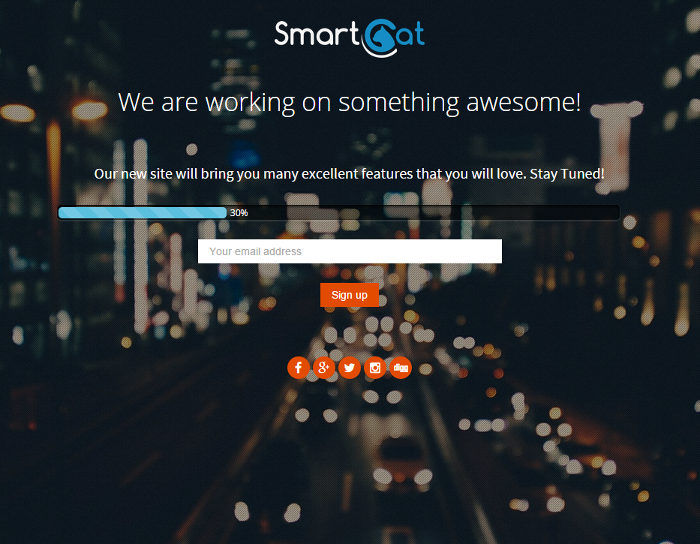 SmartCat
We are working on something awesome!
Our new site will bring you many excellent features that you will love. Stay Tuned!
30%
Your email address
Sign up
digg